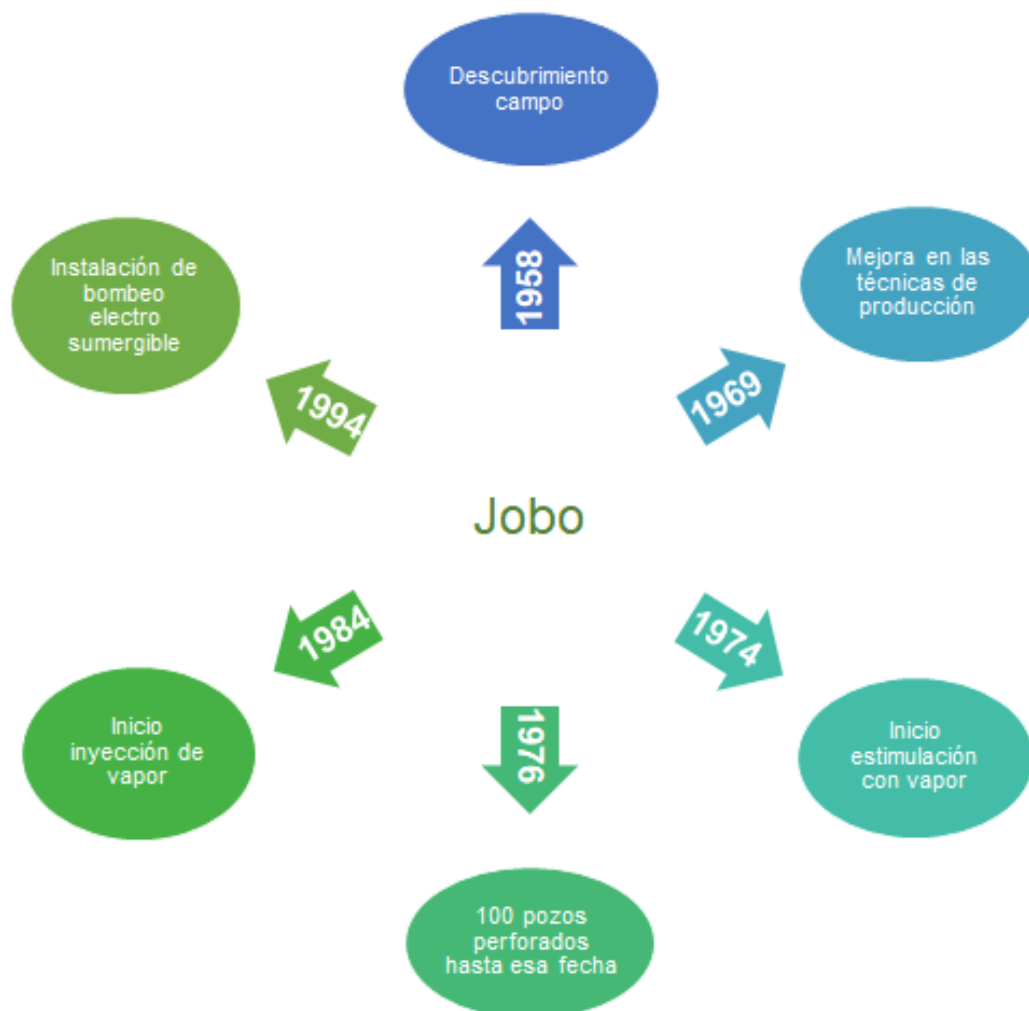 Descubrimiento
campo
1958
Mejora en las
técnicas de
producción
1969
Inicio
estimulación
con vapor
1974
100 pozos
perforados
hasta esa fecha
1976
Inicio
inyección de
vapor
1984
Instalación de
bombeo
electro
sumergible
1994
Jobo